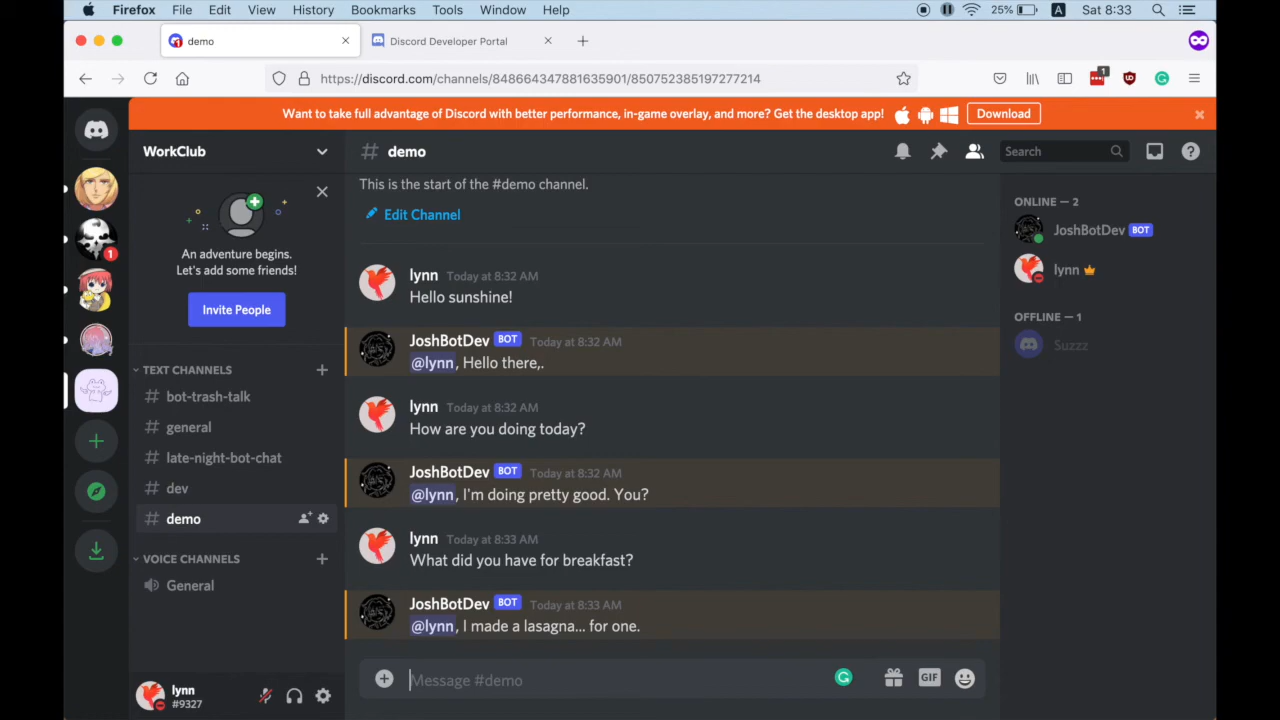 Firefox File Edit View History Bookmarks Tools Window Help 25% A Sat 8:33
demo Discord Developer Portal
https://discord.com/channels/848664347881635901/850752385197277214 1
Want to take full advantage of Discord with better performance, in-game overlay, and more? Get the desktop app! Download
WorkClub
# demo
Search
This is the start of the #demo channel.
Edit Channel
An adventure begins.
Let's add some friends!
Invite People
1
TEXT CHANNELS
# bot-trash-talk
# general
# late-night-bot-chat
# dev
# demo
VOICE CHANNELS
General
lynn
#9327
lynn Today at 8:32 AM
Hello sunshine!
JoshBotDev BOT Today at 8:32 AM
@lynn, Hello there,.
lynn Today at 8:32 AM
How are you doing today?
JoshBotDev BOT Today at 8:32 AM
@lynn, I'm doing pretty good. You?
lynn Today at 8:33 AM
What did you have for breakfast?
JoshBotDev BOT Today at 8:33 AM
@lynn, I made a lasagna... for one.
Message #demo
GIF
ONLINE — 2
JoshBotDev BOT
lynn
OFFLINE — 1
Suzzz